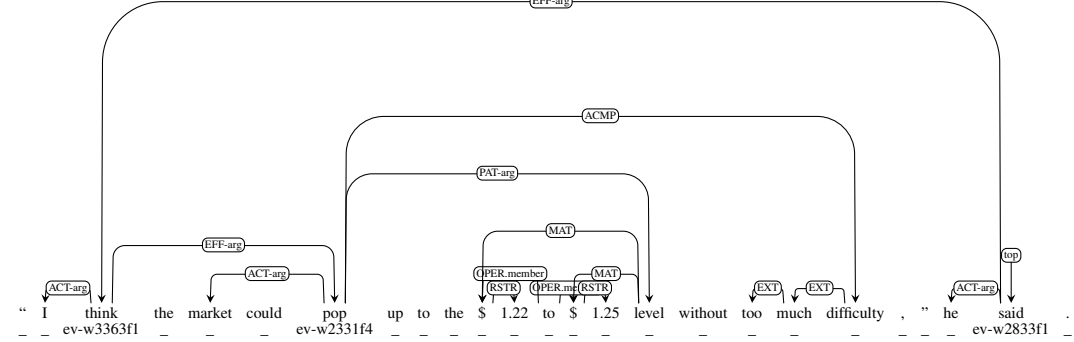 EFF-arg
ACMP
PAT-arg
MAT
EFF-arg
top
ACT-arg OPER.member MAT
ACT-arg RSTR OPER.me RSTR EXT EXT ACT-arg
“ I think the market could pop up to the $ 1.22 to $ 1.25 level without too much difficulty , ” he said .
_ _ ev-w3363f1 _ _ _ ev-w2331f4 _ _ _ _ _ _ _ _ _ _ _ _ _ _ _ _ ev-w2833f1 _